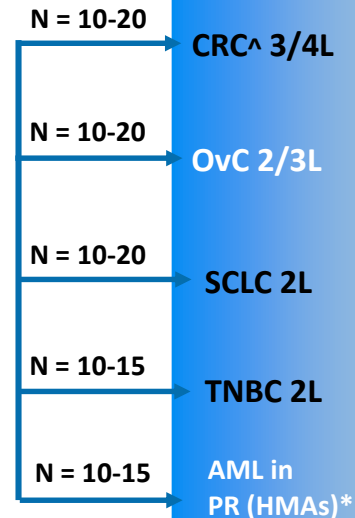 N = 10-20
CRC^ 3/4L
N = 10-20
OvC 2/3L
N = 10-20
SCLC 2L
N = 10-15
TNBC 2L
N = 10-15
AML in
PR (HMAs)*